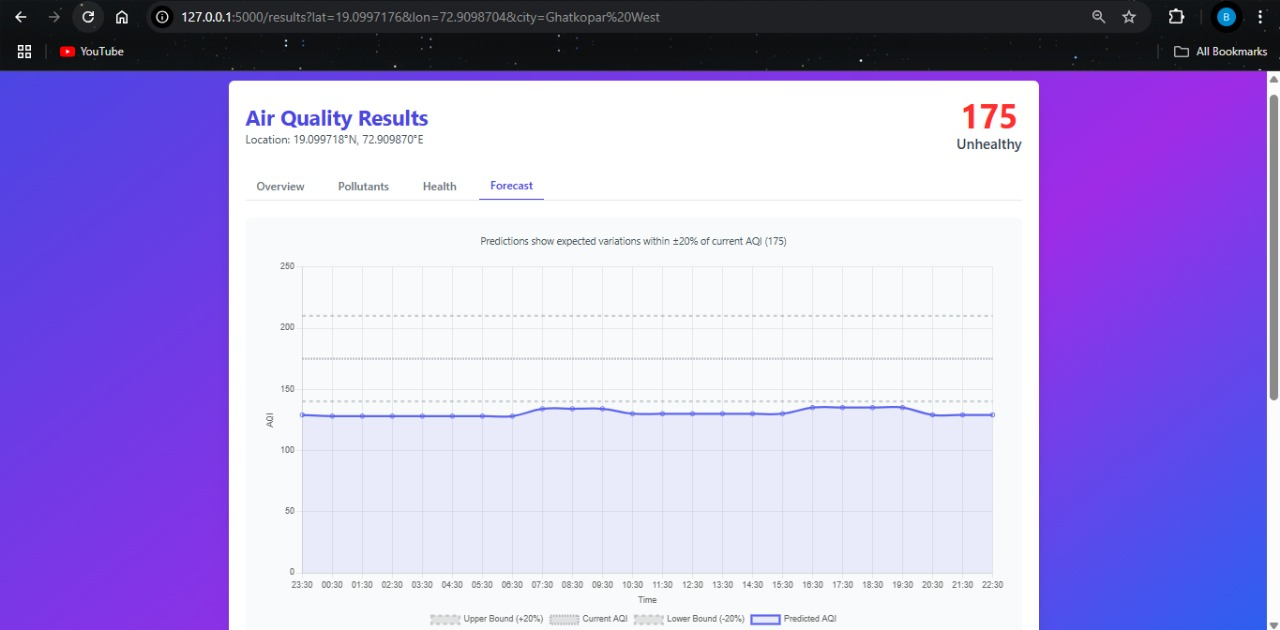 127.0.0.1:5000/results?lat=19.0997176&lon=72.9098704&city=Ghatkopar%20West
B
YouTube
All Bookmarks
Air Quality Results
Location: 19.099718°N, 72.909870°E
175
Unhealthy
Overview Pollutants Health Forecast
Predictions show expected variations within ±20% of current AQI (175)
250
200
150
100
50
0
AQI
23:30 00:30 01:30 02:30 03:30 04:30 05:30 06:30 07:30 08:30 09:30 10:30 11:30 12:30 13:30 14:30 15:30 16:30 17:30 18:30 19:30 20:30 21:30 22:30
Time
Upper Bound (+20%) Current AQI Lower Bound (-20%) Predicted AQI